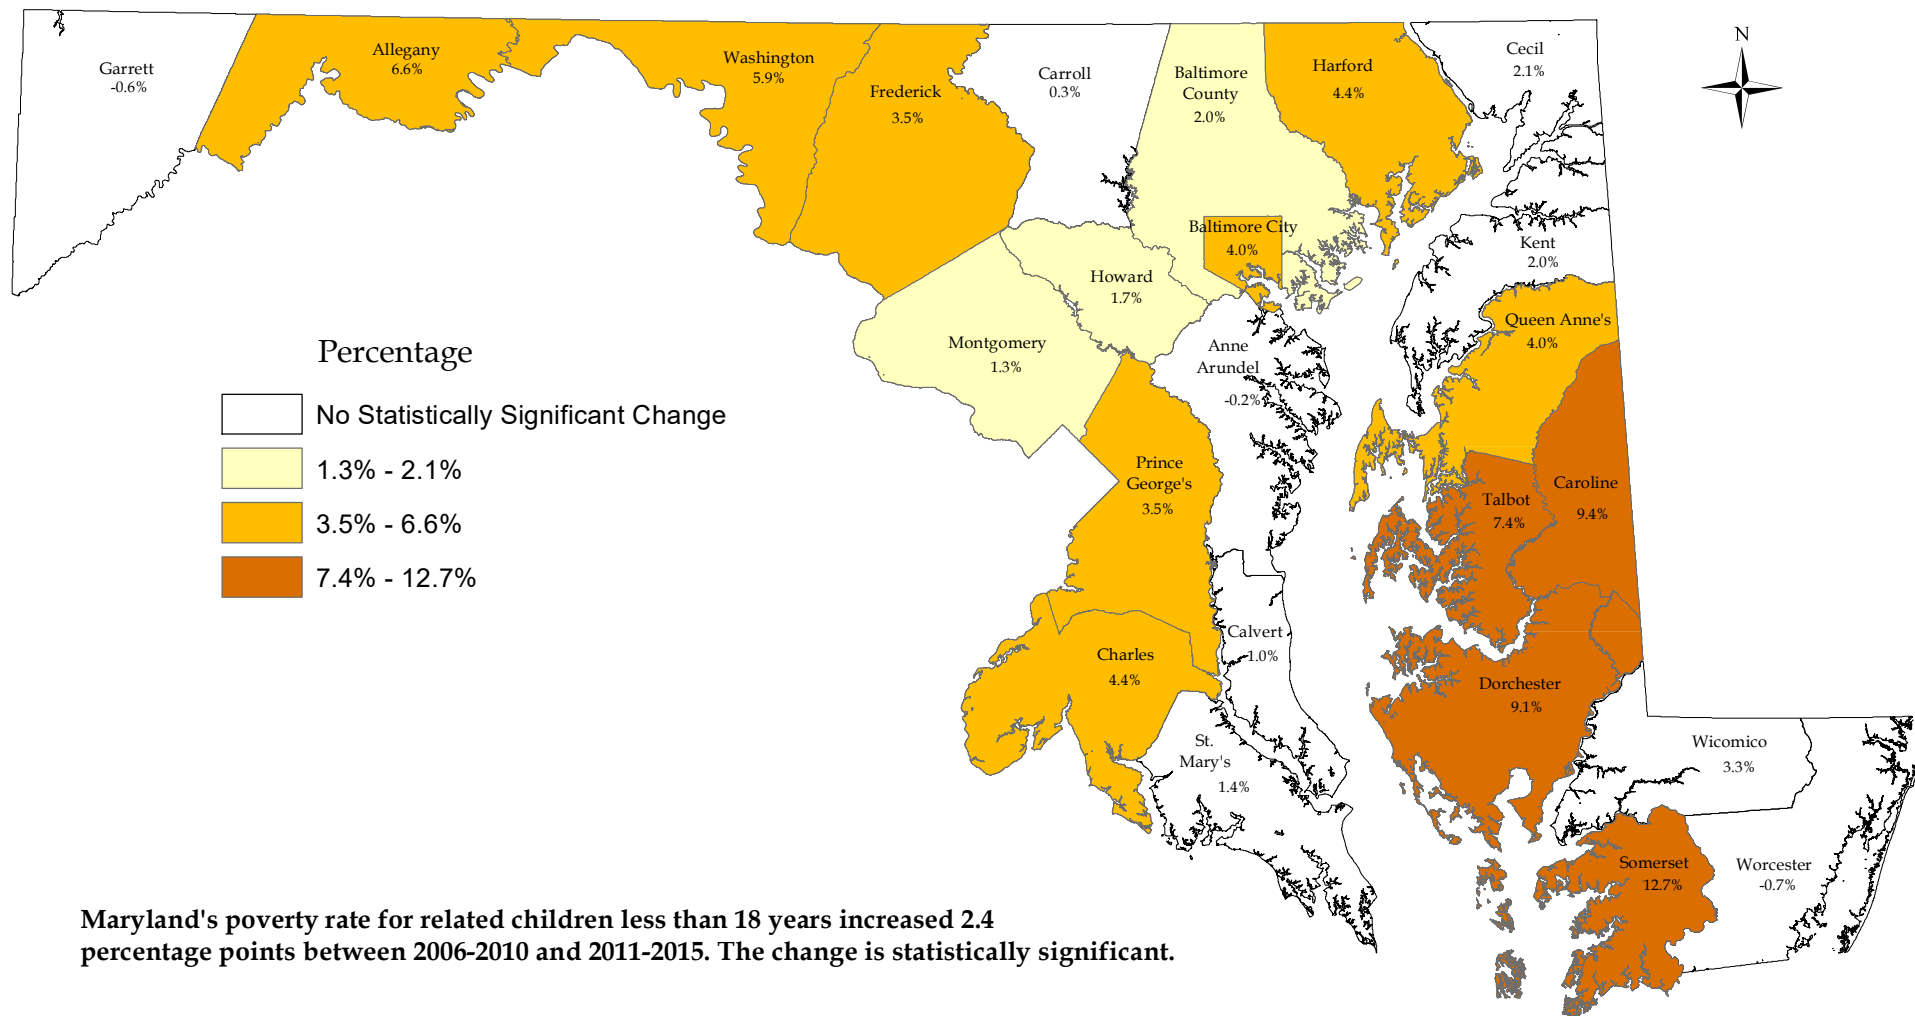 N
Garrett
-0.6%
Allegany
6.6%
Washington
5.9%
Frederick
3.5%
Carroll
0.3%
Baltimore
County
2.0%
Harford
4.4%
Cecil
2.1%
Baltimore City
4.0%
Kent
2.0%
Howard
1.7%
Queen Anne's
4.0%
Montgomery
1.3%
Anne
Arundel
-0.2%
Percentage
No Statistically Significant Change
1.3% - 2.1%
3.5% - 6.6%
7.4% - 12.7%
Prince
George's
3.5%
Talbot
7.4%
Caroline
9.4%
Calvert
1.0%
Charles
4.4%
Dorchester
9.1%
St.
Mary's
1.4%
Wicomico
3.3%
Somerset
12.7%
Worcester
-0.7%
Maryland's poverty rate for related children less than 18 years increased 2.4
percentage points between 2006-2010 and 2011-2015. The change is statistically significant.